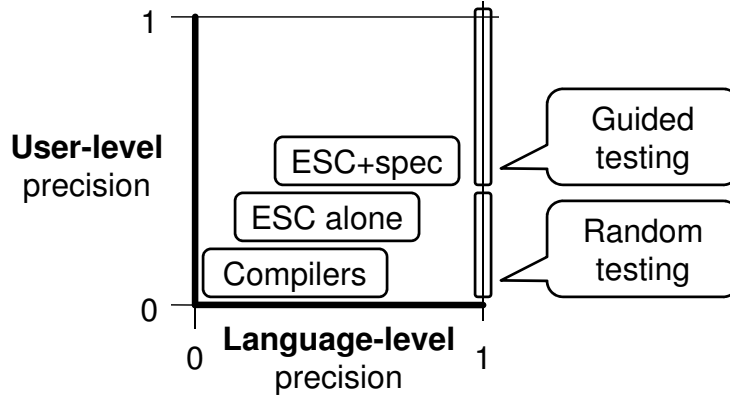 1
User-level
precision
ESC+spec
ESC alone
Compilers
Guided
testing
Random
testing
0
0
Language-level
precision
1